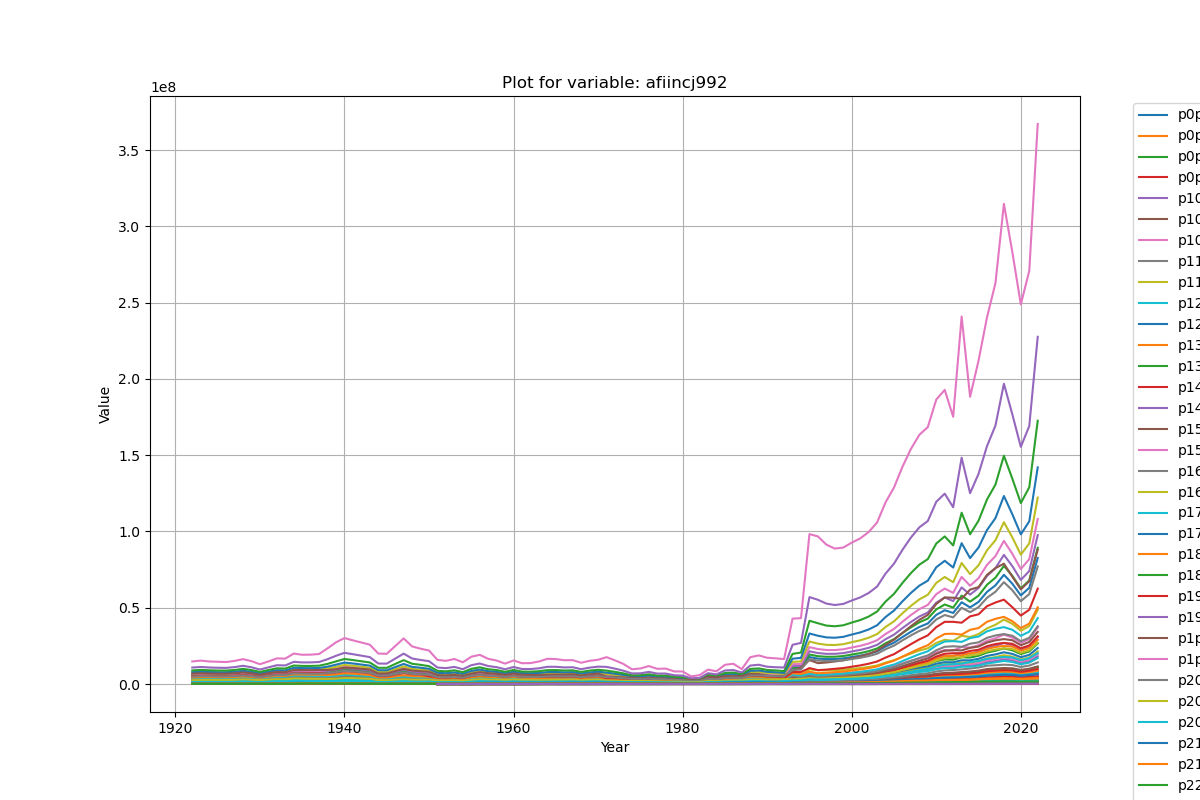 Plot for variable: afiincj992
1e8
3.5
3.0
2.5
2.0
1.5
1.0
0.5
0.0
Value
1920
1940
1960
1980
2000
2020
Year
p0p
p0p
p0p
p0p
p10
p10
p10
p11
p11
p12
p12
p13
p13
p14
p14
p15
p15
p16
p16
p17
p17
p18
p18
p19
p19
p1p
p1p
p20
p20
p20
p21
p21
p22